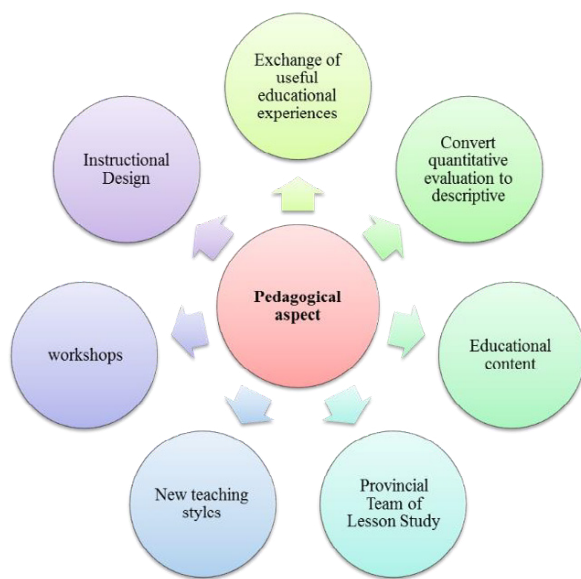 Exchange of
useful
educational
experiences
Convert
quantitative
evaluation to
descriptive
Educational
content
Provincial
Team of
Lesson Study
New teaching
styles
workshops
Instructional
Design
Pedagogical
aspect